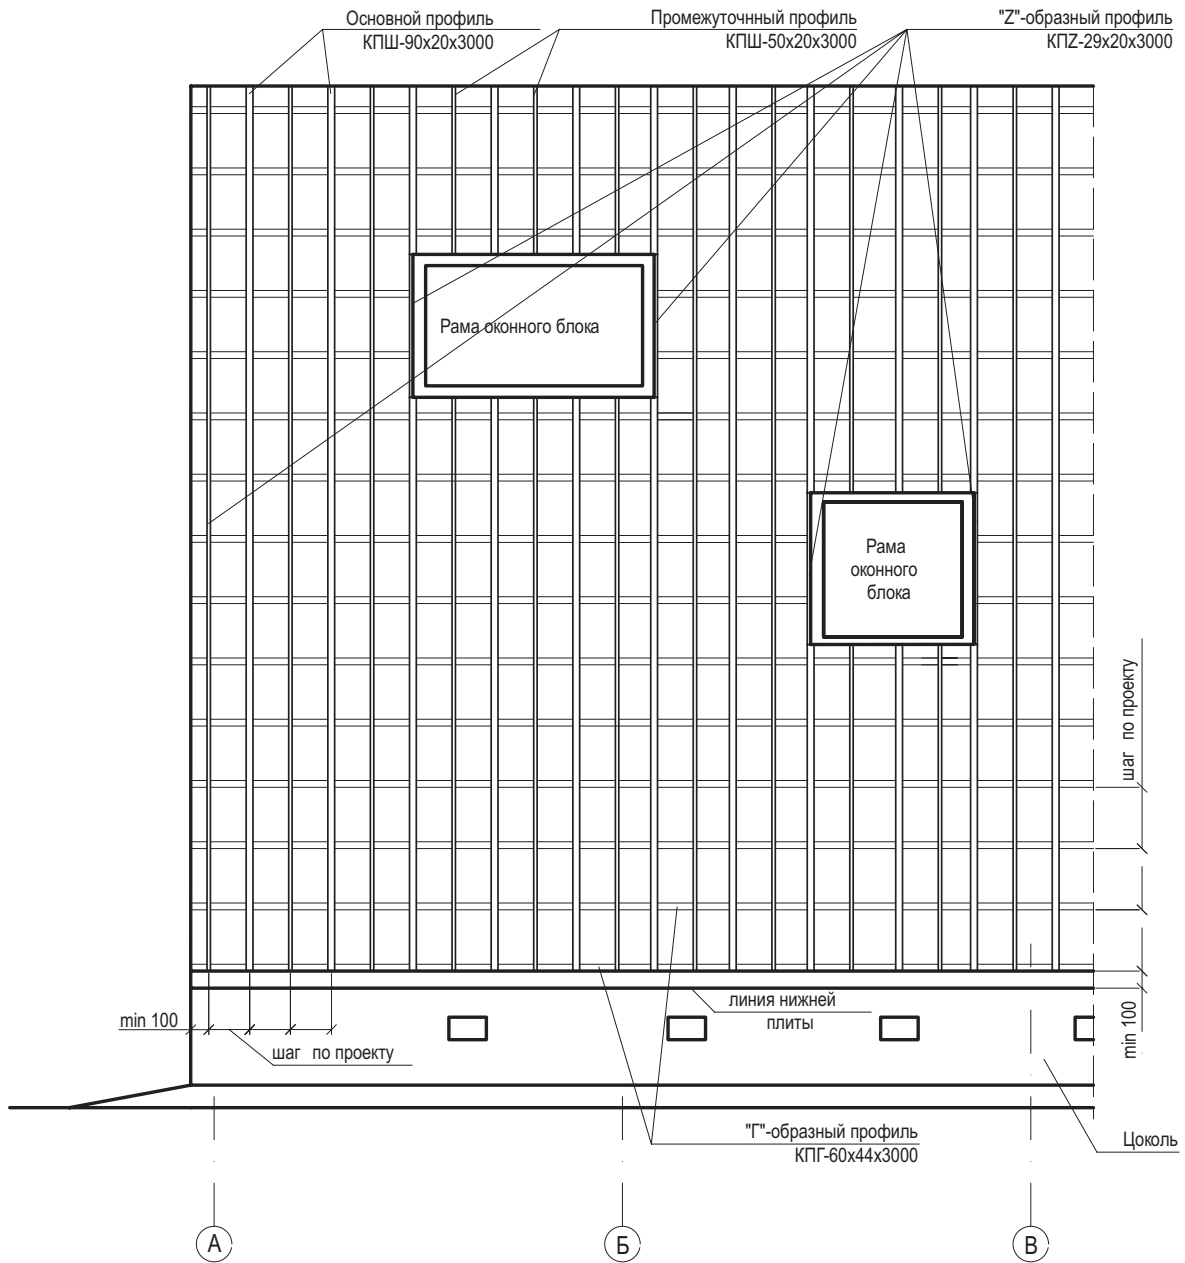 Основной профиль
КПШ-90х20х3000
Промежуточнный профиль
КПШ-50х20х3000
"Z"-образный профиль
КПZ-29х20х3000
Рама оконного блока
Рама
оконного
блока
шаг по проекту
линия нижней
плиты
min 100
шаг по проекту
min 100
"Г"-образный профиль
КПГ-60х44х3000
Цоколь
А
Б
В